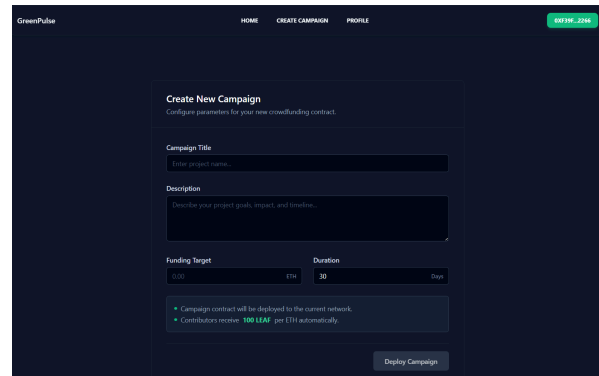 GreenPulse
HOME CREATE CAMPAIGN PROFILE
0XF39F...2266
Create New Campaign
Configure parameters for your new crowdfunding contract.
Campaign Title
Enter project name...
Description
Describe your project goals, impact, and timeline...
Funding Target Duration
0.00 ETH 30 Days
Campaign contract will be deployed to the current network.
Contributors receive 100 LEAF per ETH automatically.
Deploy Campaign